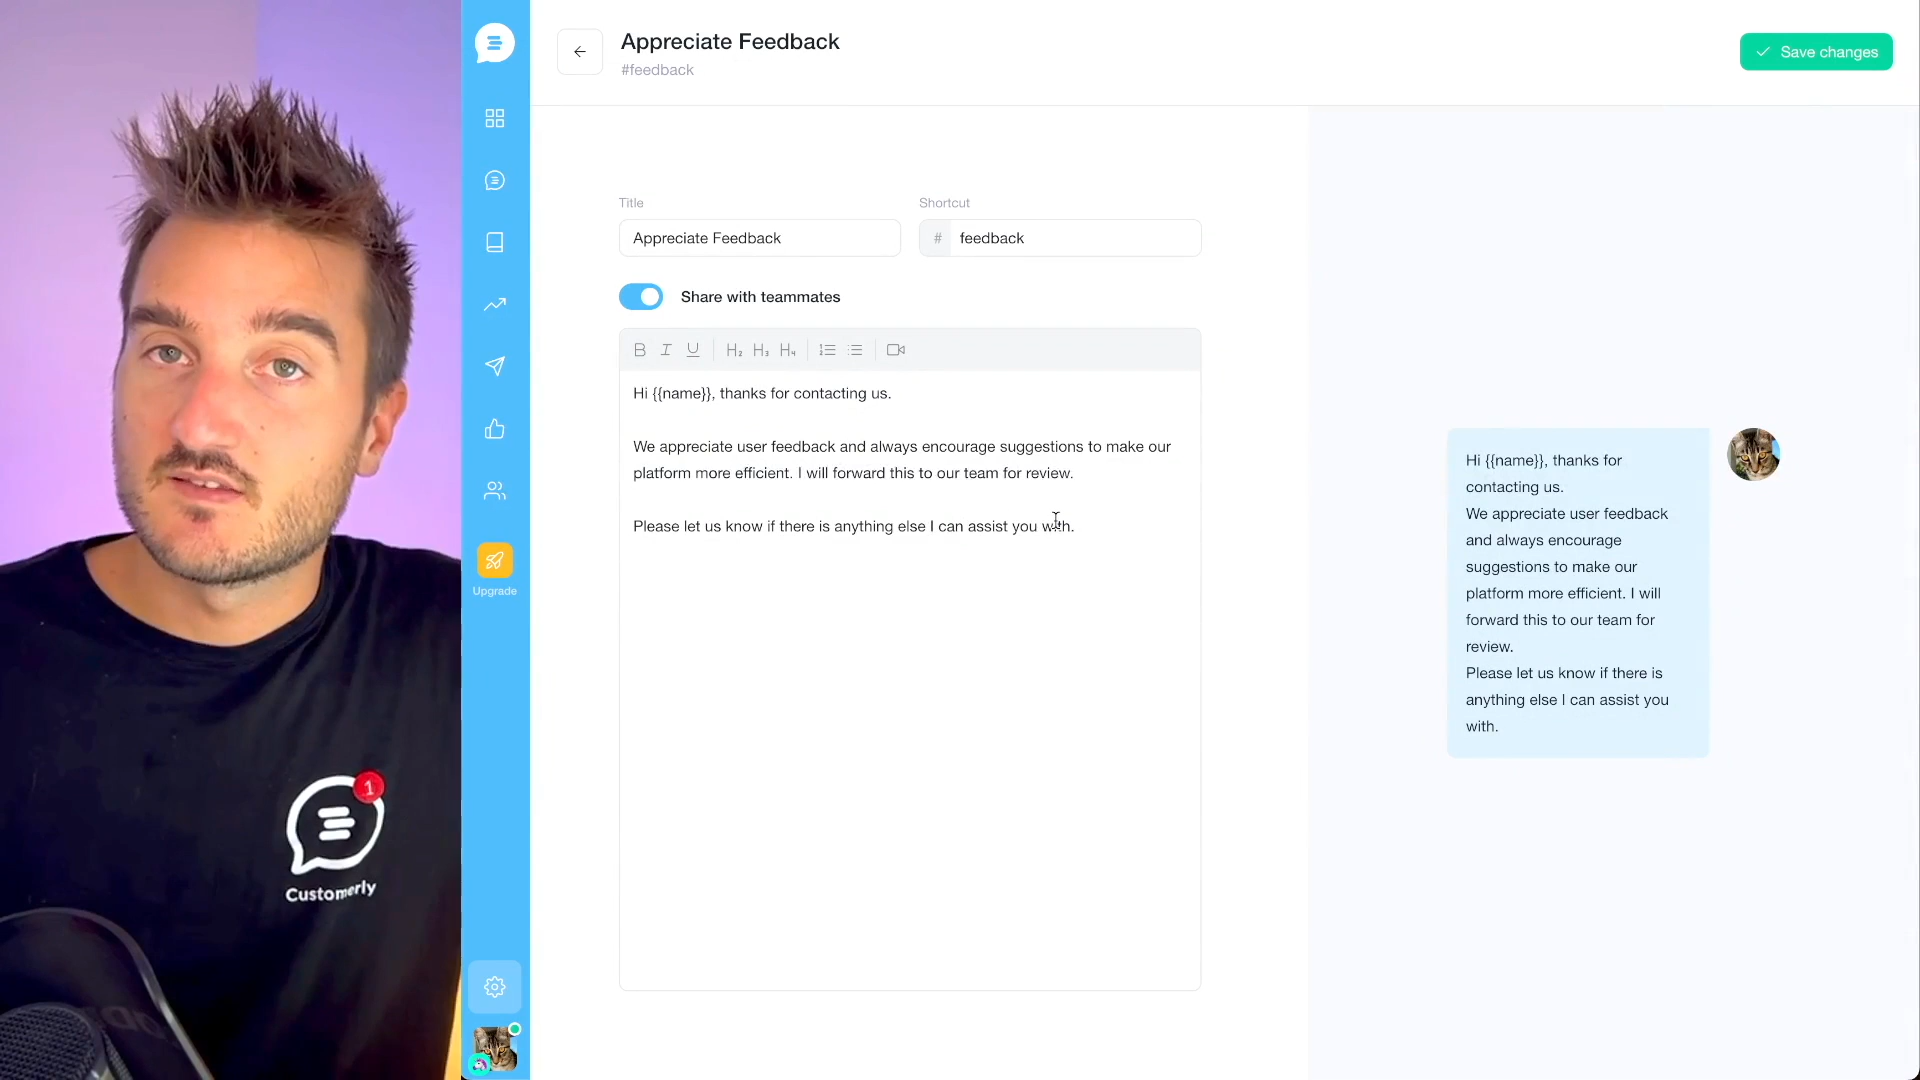 Appreciate Feedback
#feedback
Save changes
Title
Shortcut
Appreciate Feedback
# feedback
Share with teammates
B I U H2 H3 H4
Hi {{name}}, thanks for contacting us.
We appreciate user feedback and always encourage suggestions to make our
platform more efficient. I will forward this to our team for review.
Please let us know if there is anything else I can assist you with.
Hi {{name}}, thanks for
contacting us.
We appreciate user feedback
and always encourage
suggestions to make our
platform more efficient. I will
forward this to our team for
review.
Please let us know if there is
anything else I can assist you
with.
Upgrade
1
Customerly